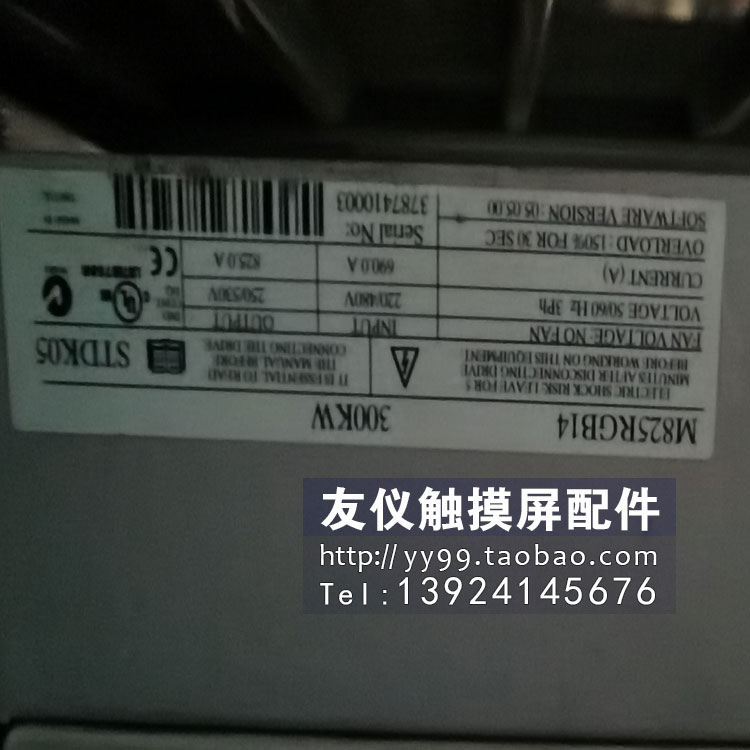 M825RGB14 300KW
ELECTRIC SHOCK RISK: LEAVE FOR 5
MINUTES AFTER DISCONNECTING DRIVE
BEFORE WORKING ON THIS EQUIPMENT
IT IS ESSENTIAL TO READ
THE MANUAL BEFORE
CONNECTING THE DRIVE
STDK05
FAN VOLTAGE: NO FAN INPUT OUTPUT
VOLTAGE 50/60 Hz 3Ph 220/480V 250/530V
CURRENT (A) 690.0 A 825.0 A
OVERLOAD : 150% FOR 30 SEC
SOFTWARE VERSION : 05.05.00
Serial No:
3787410003
友仪触摸屏配件
http://yy99.taobao.com
Tel:13924145676